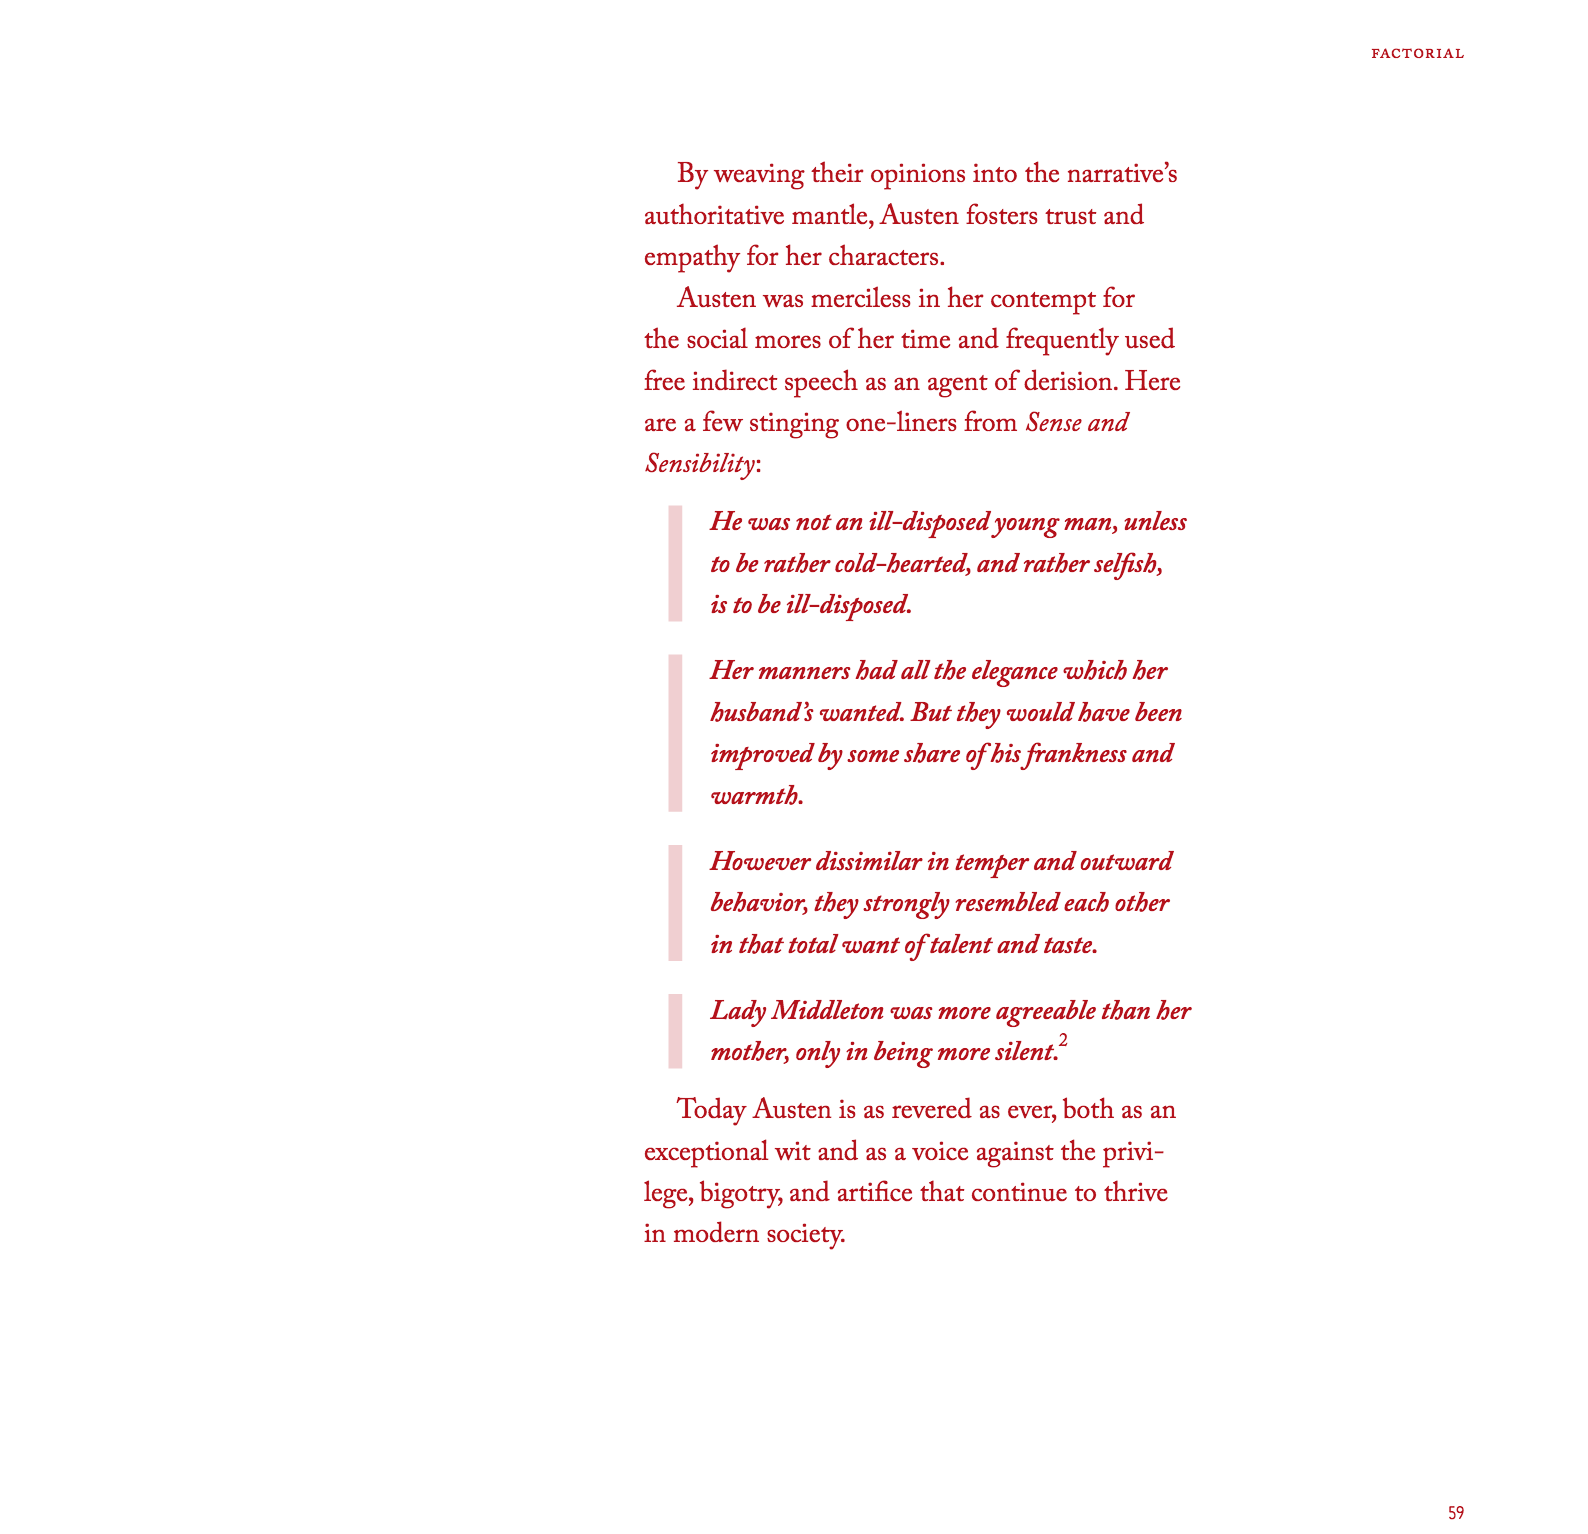 FACTORIAL
By weaving their opinions into the narrative’s
authoritative mantle, Austen fosters trust and
empathy for her characters.
Austen was merciless in her contempt for
the social mores of her time and frequently used
free indirect speech as an agent of derision. Here
are a few stinging one-liners from Sense and
Sensibility:
He was not an ill-disposed young man, unless
to be rather cold-hearted, and rather selfish,
is to be ill-disposed.
Her manners had all the elegance which her
husband’s wanted. But they would have been
improved by some share of his frankness and
warmth.
However dissimilar in temper and outward
behavior, they strongly resembled each other
in that total want of talent and taste.
Lady Middleton was more agreeable than her
mother, only in being more silent.2
Today Austen is as revered as ever, both as an
exceptional wit and as a voice against the privi-
lege, bigotry, and artifice that continue to thrive
in modern society.
59